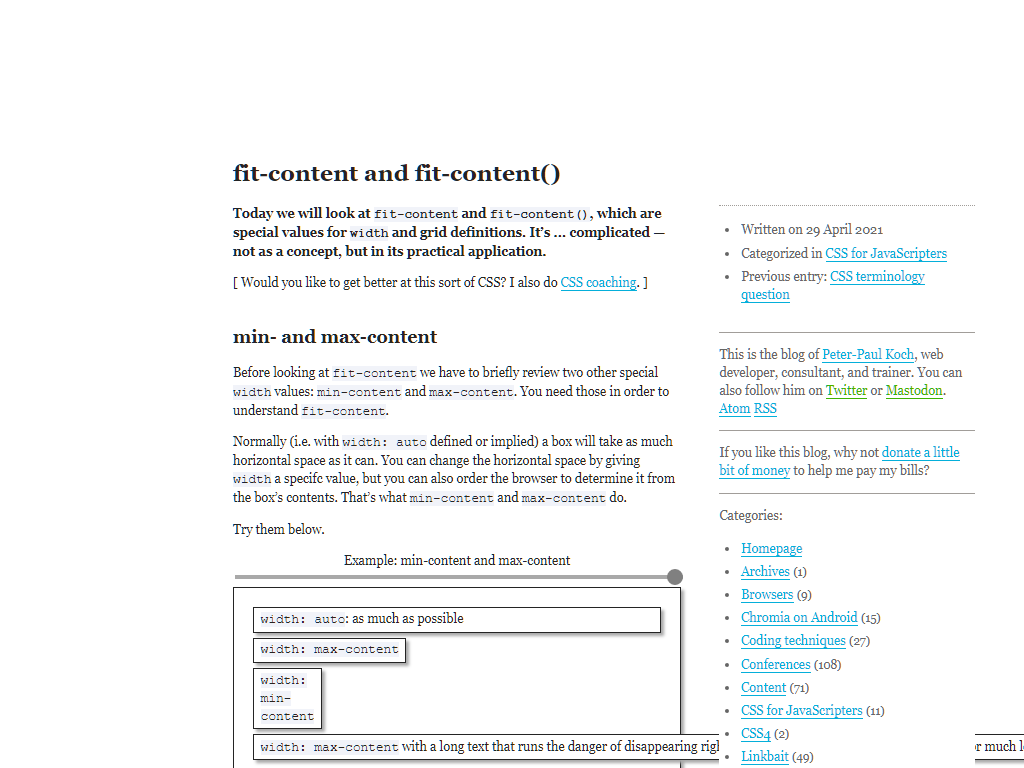 fit-content and fit-content()
Today we will look at fit-content and fit-content(), which are
special values for width and grid definitions. It’s ... complicated —
not as a concept, but in its practical application.
[ Would you like to get better at this sort of CSS? I also do CSS coaching. ]
min- and max-content
Before looking at fit-content we have to briefly review two other special
width values: min-content and max-content. You need those in order to
understand fit-content.
Normally (i.e. with width: auto defined or implied) a box will take as much
horizontal space as it can. You can change the horizontal space by giving
width a specifc value, but you can also order the browser to determine it from
the box’s contents. That’s what min-content and max-content do.
Try them below.
Example: min-content and max-content
width: auto: as much as possible
width: max-content
width:
min-
content
width: max-content with a long text that runs the danger of disappearing
Written on 29 April 2021
Categorized in CSS for JavaScripters
Previous entry: CSS terminology
question
This is the blog of Peter-Paul Koch, web
developer, consultant, and trainer. You can
also follow him on Twitter or Mastodon.
Atom RSS
If you like this blog, why not donate a little
bit of money to help me pay my bills?
Categories:
Homepage
Archives (1)
Browsers (9)
Chromia on Android (15)
Coding techniques (27)
Conferences (108)
Content (71)
CSS for JavaScripters (11)
CSS4 (2)
Linkbait (49)
much